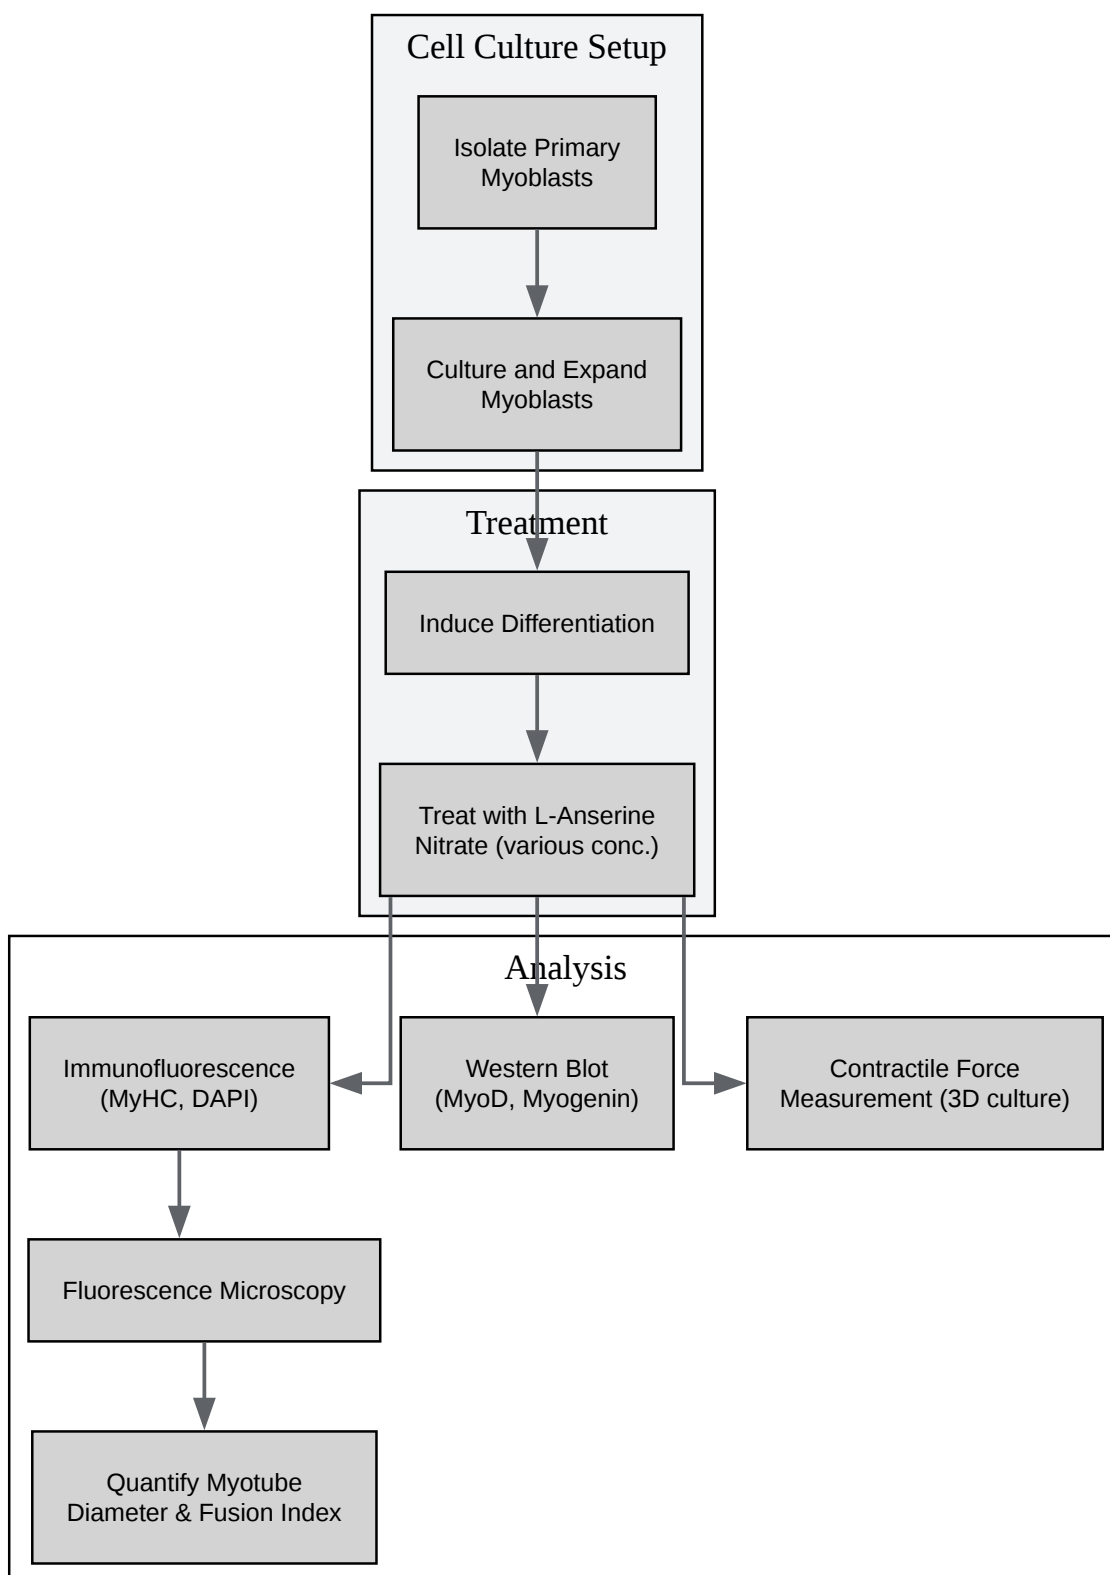 Cell Culture Setup
Isolate Primary
Myoblasts
Culture and Expand
Myoblasts
Treatment
Induce Differentiation
Treat with L-Anserine
Nitrate (various conc.)
Analysis
Immunofluorescence
(MyHC, DAPI)
Western Blot
(MyoD, Myogenin)
Contractile Force
Measurement (3D culture)
Fluorescence Microscopy
Quantify Myotube
Diameter & Fusion Index